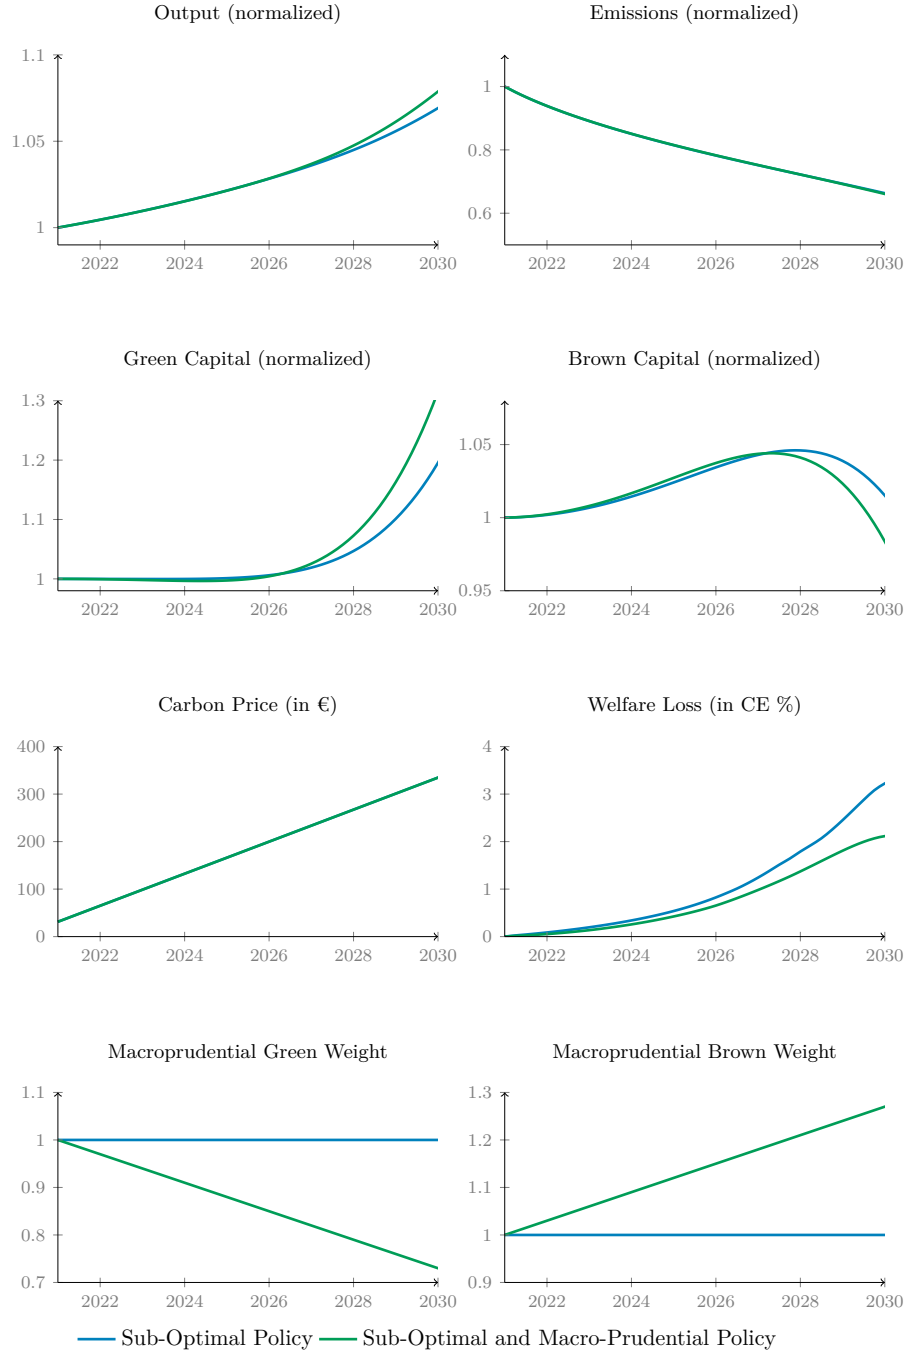 Output (normalized)
1.1
1.05
1
2022 2024 2026 2028 2030
Emissions (normalized)
1
0.8
0.6
2022 2024 2026 2028 2030
Green Capital (normalized)
1.3
1.2
1.1
1
2022 2024 2026 2028 2030
Brown Capital (normalized)
1.05
1
0.95
2022 2024 2026 2028 2030
Carbon Price (in €)
400
300
200
100
0
2022 2024 2026 2028 2030
Welfare Loss (in CE %)
4
3
2
1
0
2022 2024 2026 2028 2030
Macroprudential Green Weight
1.1
1
0.9
0.8
0.7
2022 2024 2026 2028 2030
Macroprudential Brown Weight
1.3
1.2
1.1
1
0.9
2022 2024 2026 2028 2030
Sub-Optimal Policy Sub-Optimal and Macro-Prudential Policy